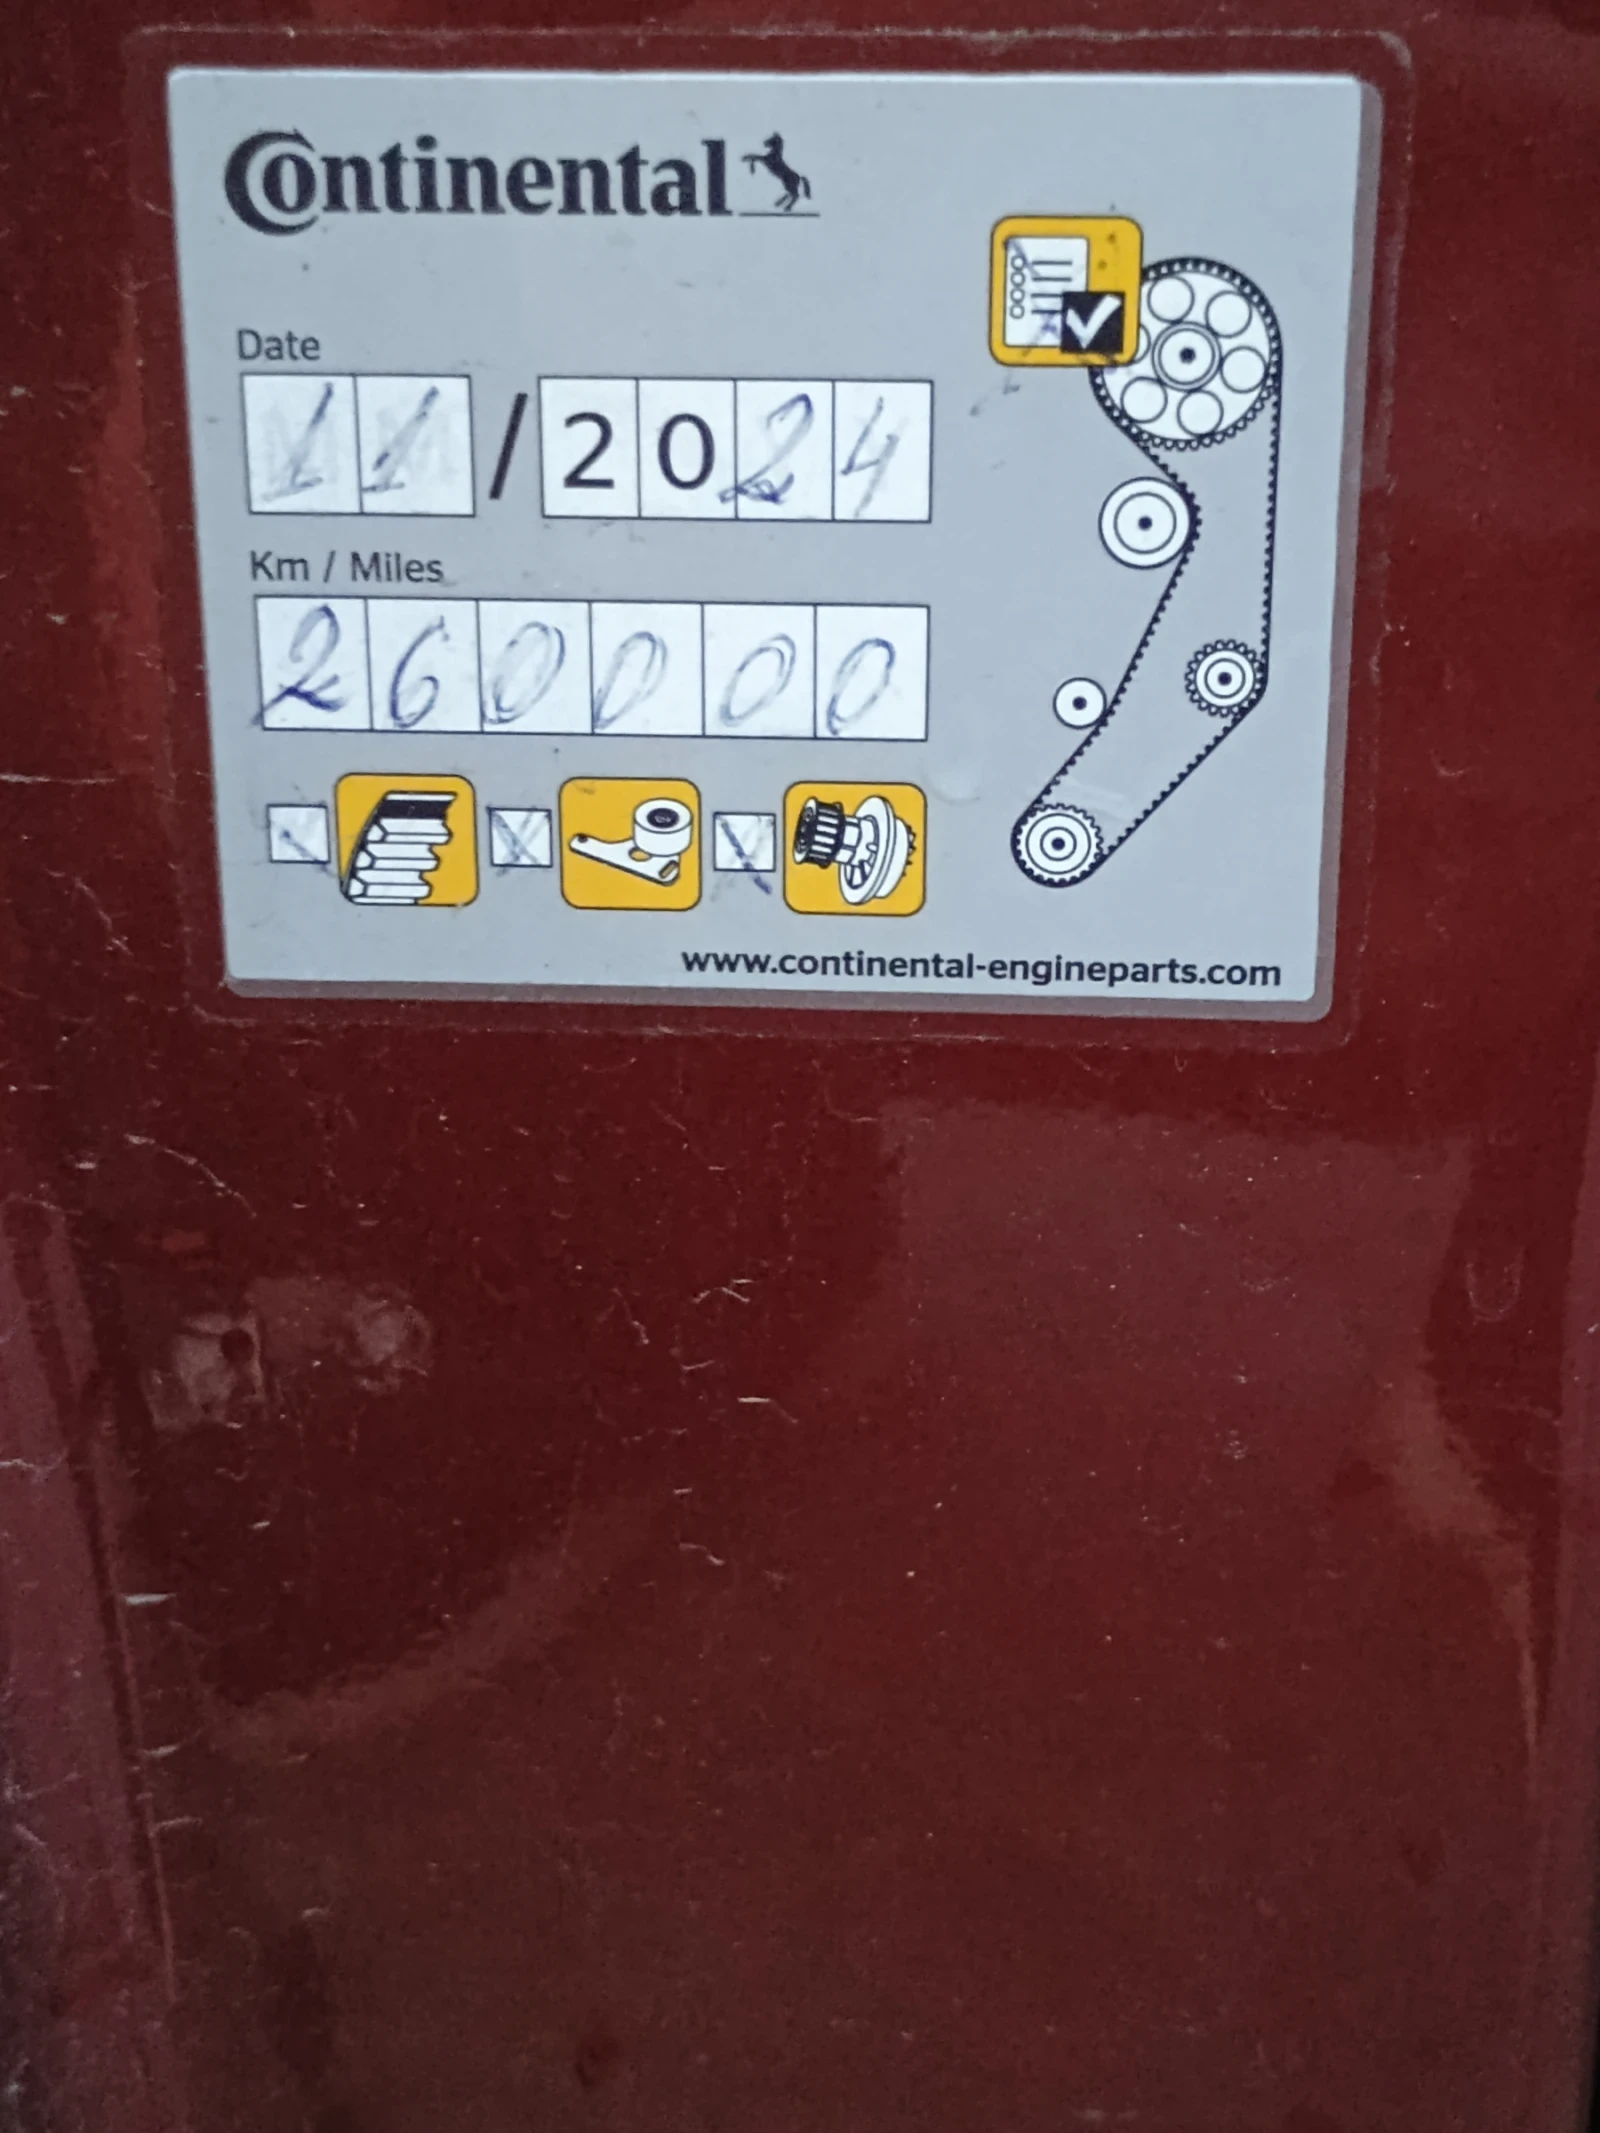 Continental
Date
11/2024
Km / Miles
260000
www.continental-engineparts.com